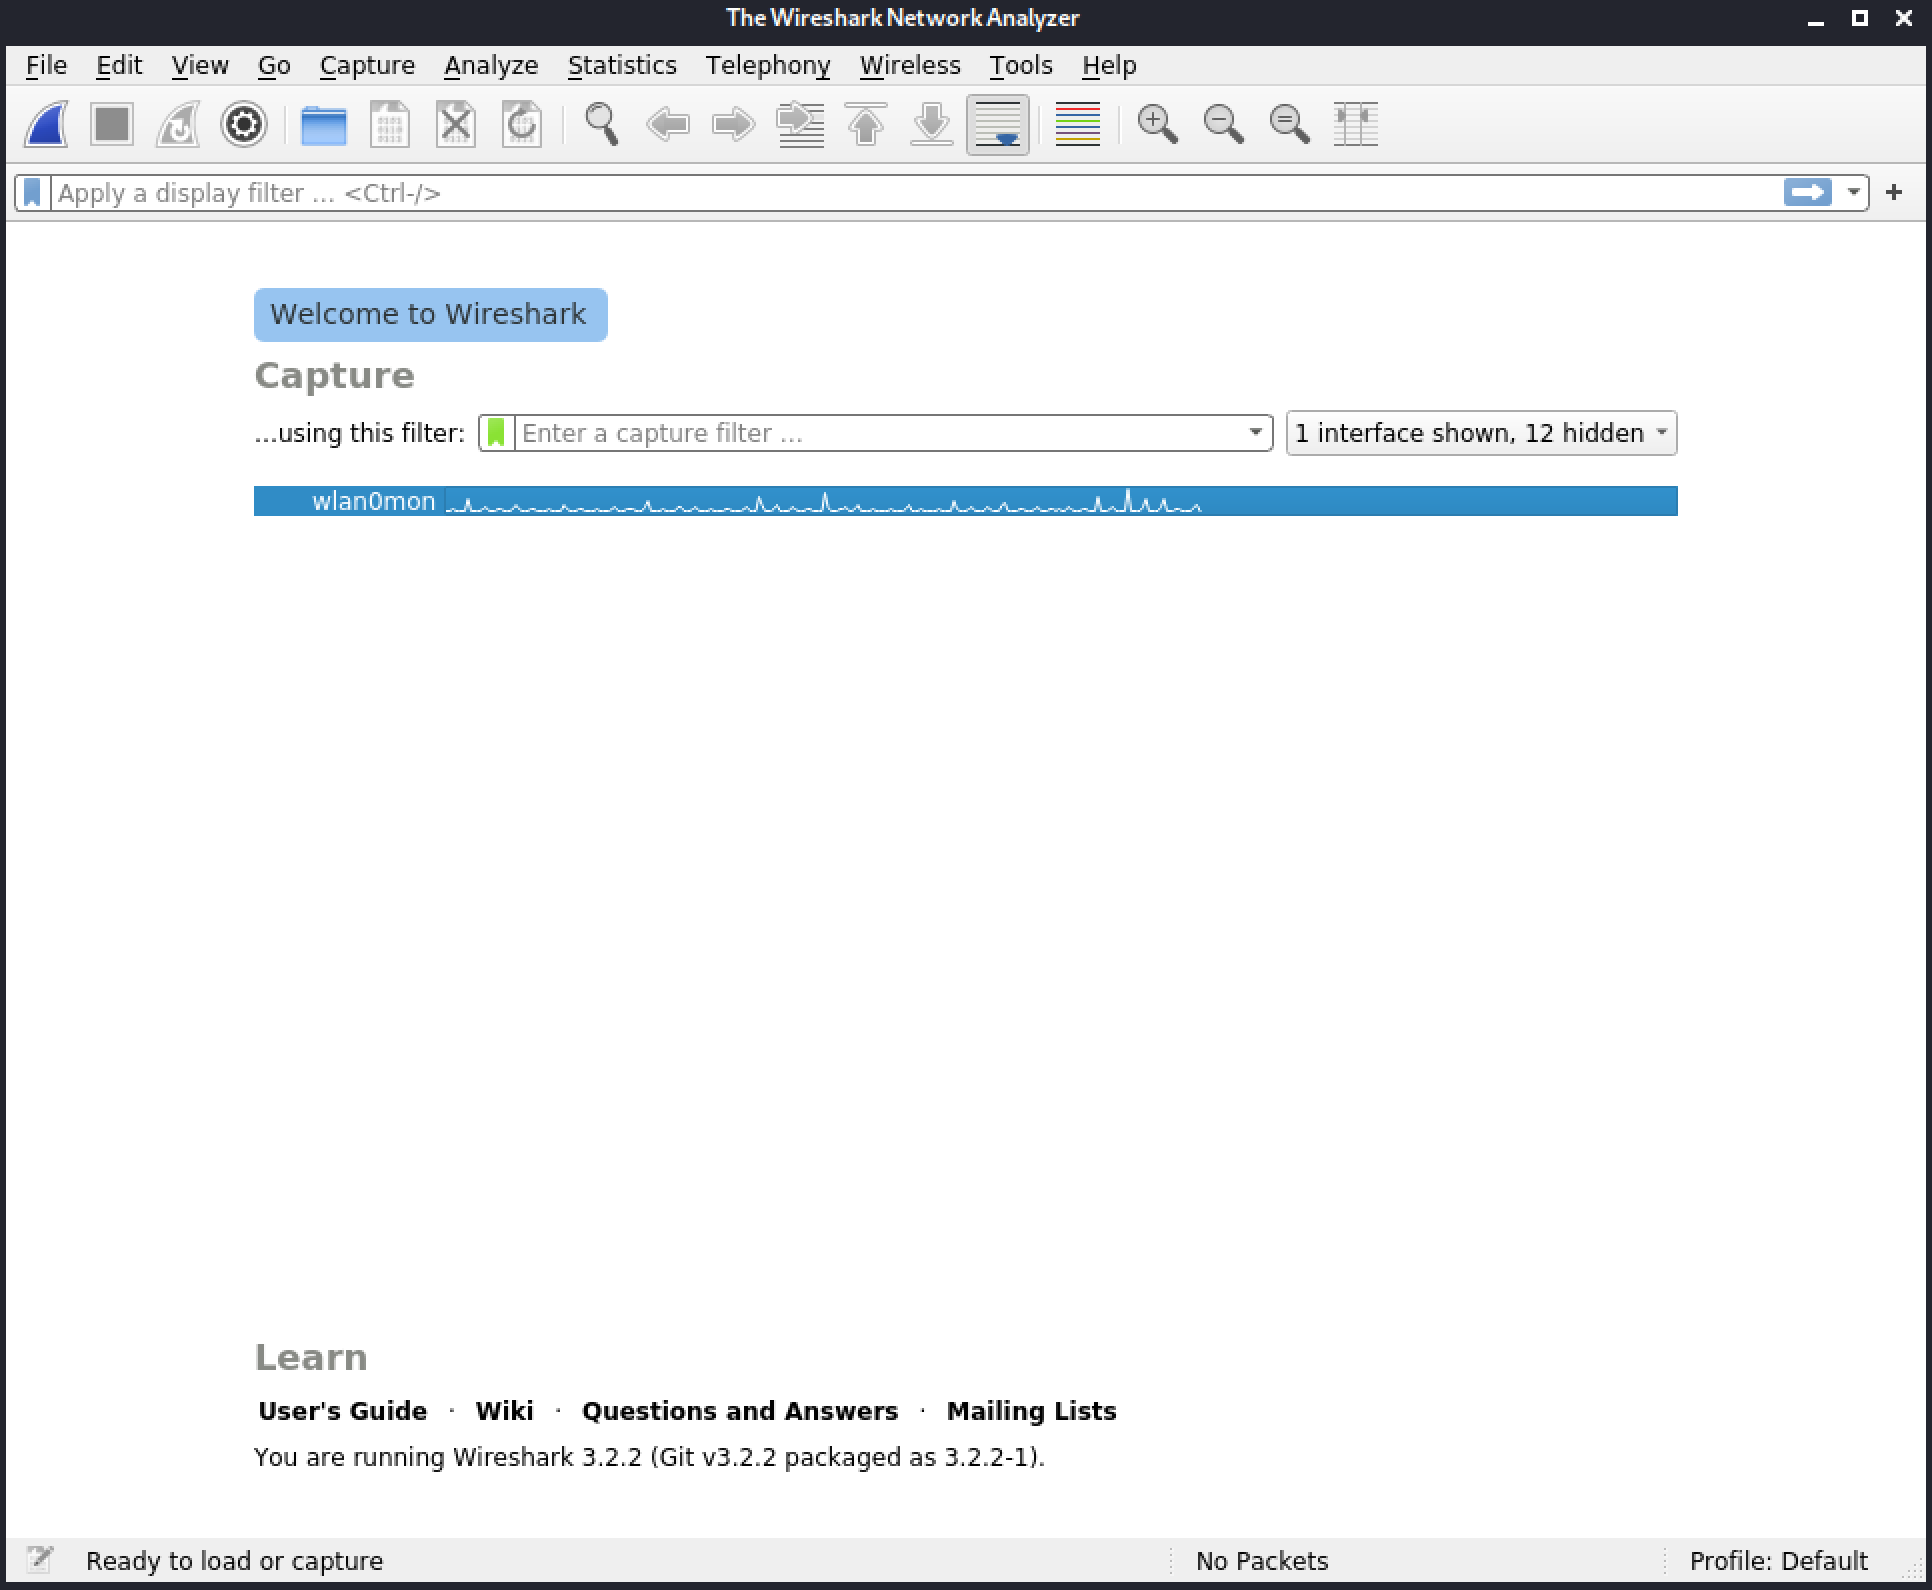 The Wireshark Network Analyzer
File Edit View Go Capture Analyze Statistics Telephony Wireless Tools Help
Apply a display filter ... <Ctrl-/>
Welcome to Wireshark
Capture
...using this filter: Enter a capture filter ... 1 interface shown, 12 hidden
wlan0mon
Learn
User's Guide · Wiki · Questions and Answers · Mailing Lists
You are running Wireshark 3.2.2 (Git v3.2.2 packaged as 3.2.2-1).
Ready to load or capture No Packets Profile: Default